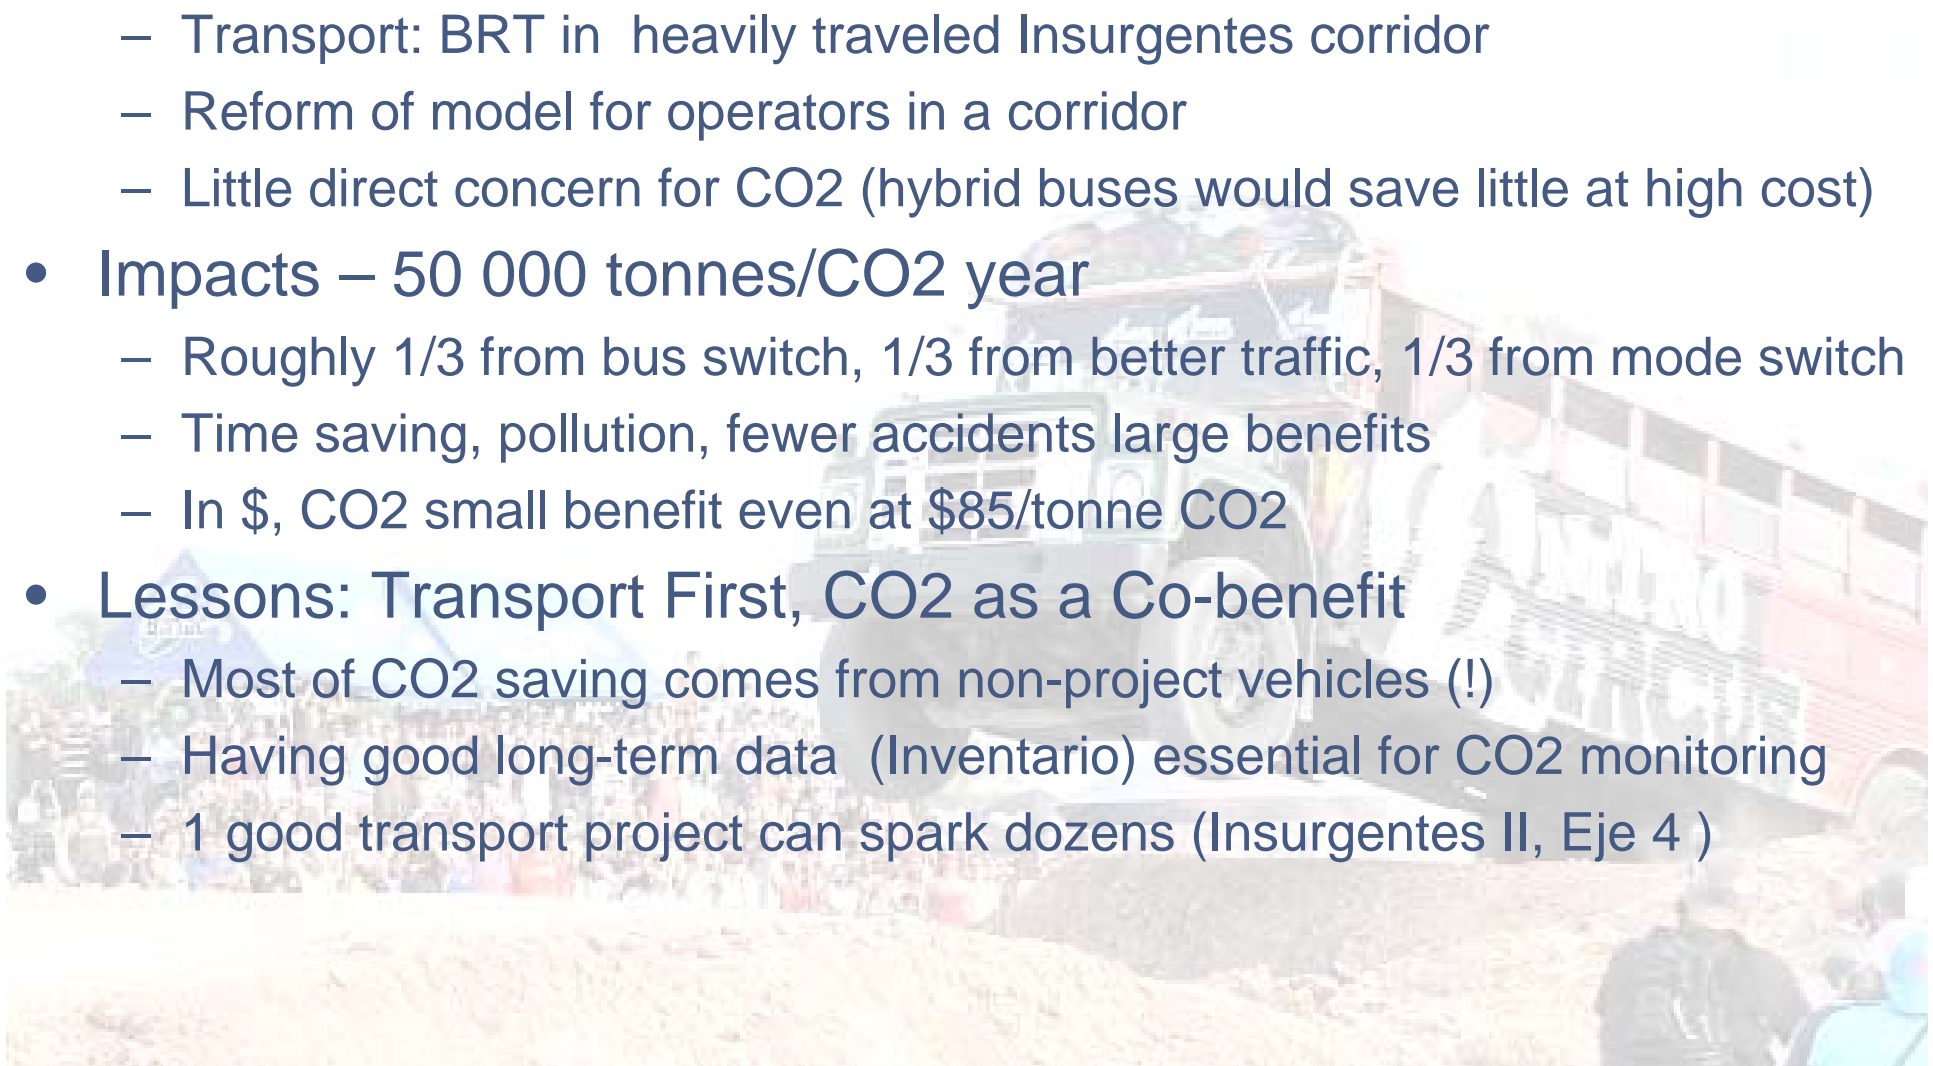 – Transport: BRT in heavily traveled Insurgentes corridor
– Reform of model for operators in a corridor
– Little direct concern for CO2 (hybrid buses would save little at high cost)
• Impacts – 50 000 tonnes/CO2 year
– Roughly 1/3 from bus switch, 1/3 from better traffic, 1/3 from mode switch
– Time saving, pollution, fewer accidents large benefits
– In $, CO2 small benefit even at $85/tonne CO2
• Lessons: Transport First, CO2 as a Co-benefit
– Most of CO2 saving comes from non-project vehicles (!)
– Having good long-term data (Inventario) essential for CO2 monitoring
– 1 good transport project can spark dozens (Insurgentes II, Eje 4 )